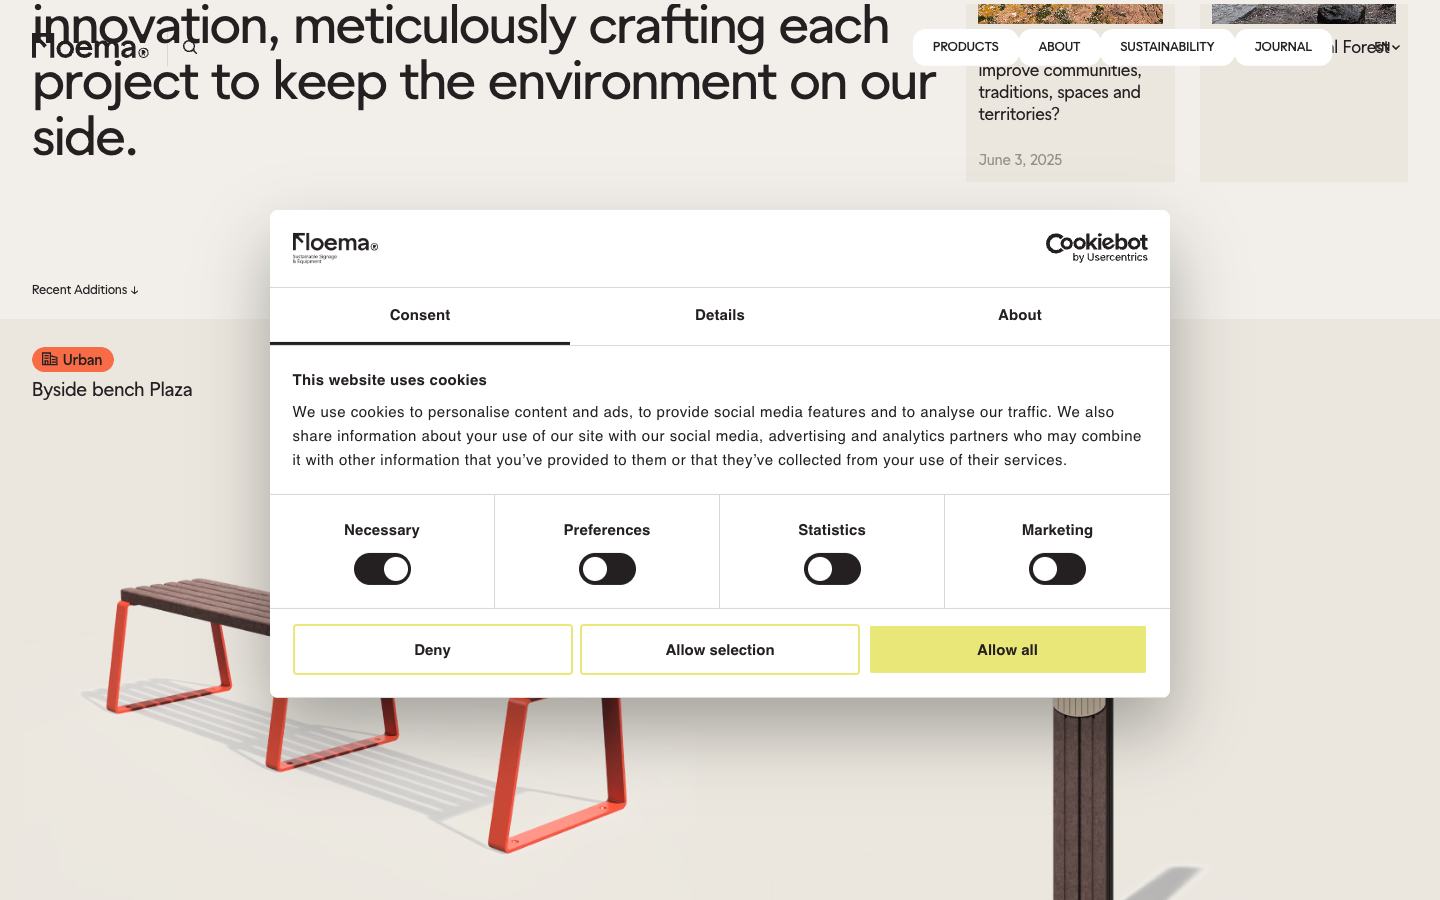 innovation, meticulously crafting each
project to keep the environment on our
side.
Floema®
PRODUCTS
ABOUT
SUSTAINABILITY
JOURNAL
EN
improve communities,
traditions, spaces and
territories?
June 3, 2025
Recent Additions ↓
Urban
Byside bench Plaza
Floema®
Sustainable Signage
& Equipment
Cookiebot
by Usercentrics
Consent
Details
About
This website uses cookies
We use cookies to personalise content and ads, to provide social media features and to analyse our traffic. We also
share information about your use of our site with our social media, advertising and analytics partners who may combine
it with other information that you’ve provided to them or that they’ve collected from your use of their services.
Necessary
Preferences
Statistics
Marketing
Deny
Allow selection
Allow all